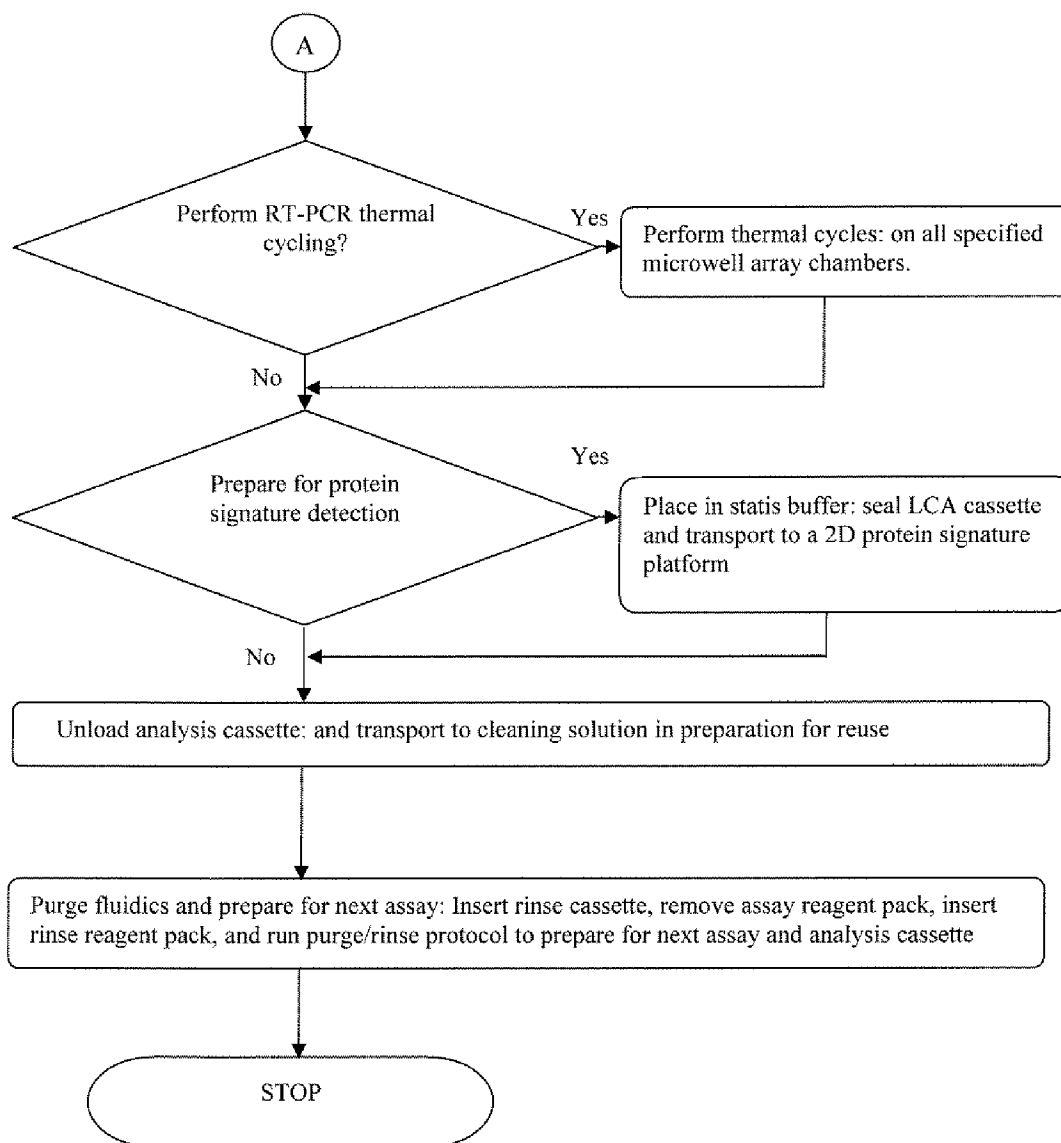 A
Perform RT-PCR thermal
cycling?
Yes
Perform thermal cycles: on all specified
microwell array chambers.
No
Prepare for protein
signature detection
Yes
Place in statis buffer: seal LCA cassette
and transport to a 2D protein signature
platform
No
Unload analysis cassette: and transport to cleaning solution in preparation for reuse
Purge fluidics and prepare for next assay: Insert rinse cassette, remove assay reagent pack, insert
rinse reagent pack, and run purge/rinse protocol to prepare for next assay and analysis cassette
STOP